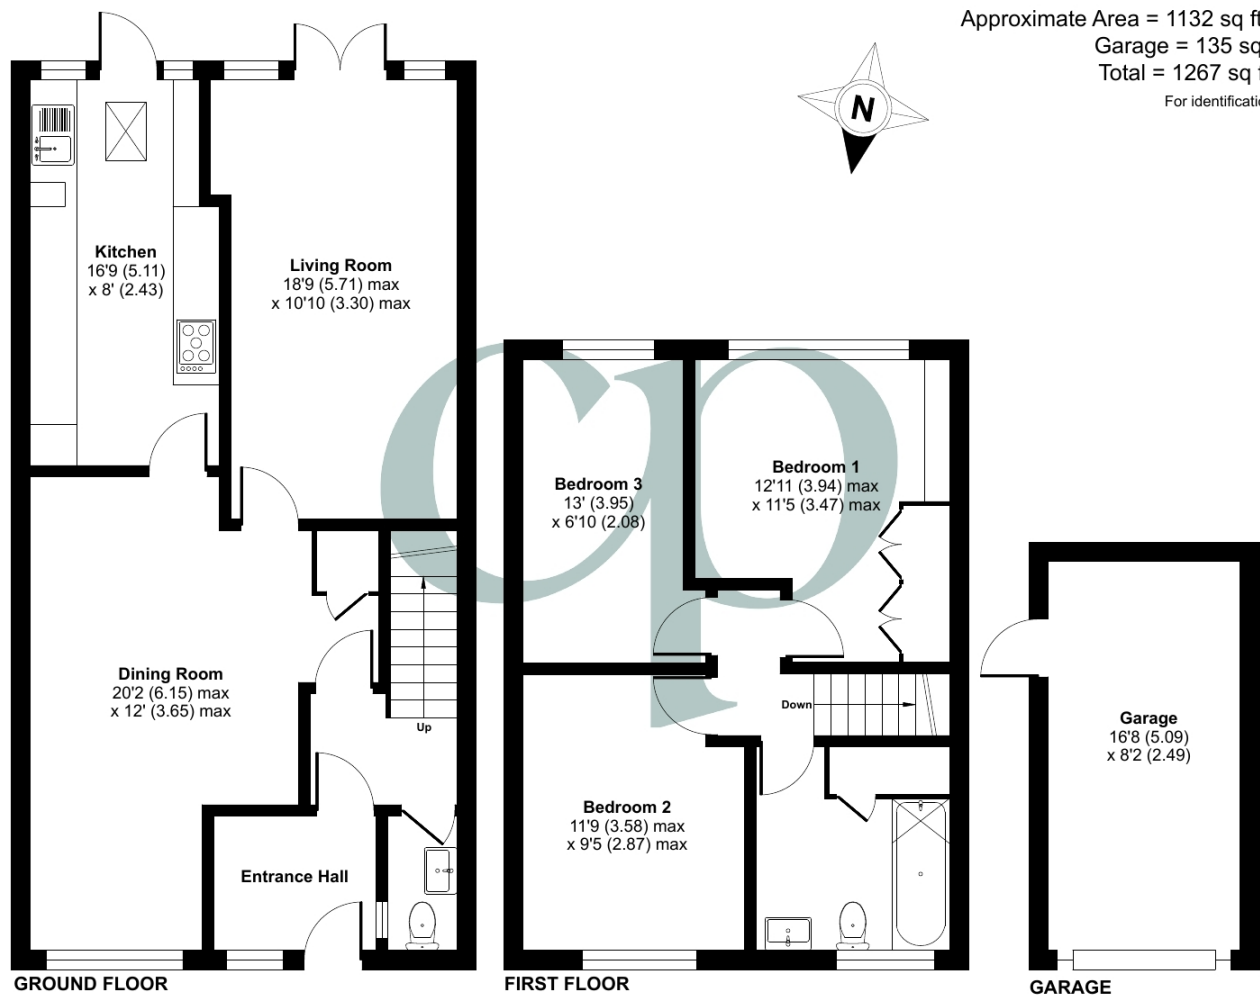 Approximate Area = 1132 sq ft
Garage = 135 sq
Total = 1267 sq f
For identificatio
N
Kitchen
16'9 (5.11)
x 8' (2.43)
Living Room
18'9 (5.71) max
x 10'10 (3.30) max
Dining Room
20'2 (6.15) max
x 12' (3.65) max
Up
Entrance Hall
GROUND FLOOR
cp
Bedroom 3
13' (3.95)
x 6'10 (2.08)
Bedroom 1
12'11 (3.94) max
x 11'5 (3.47) max
Down
Bedroom 2
11'9 (3.58) max
x 9'5 (2.87) max
FIRST FLOOR
Garage
16'8 (5.09)
x 8'2 (2.49)
GARAGE